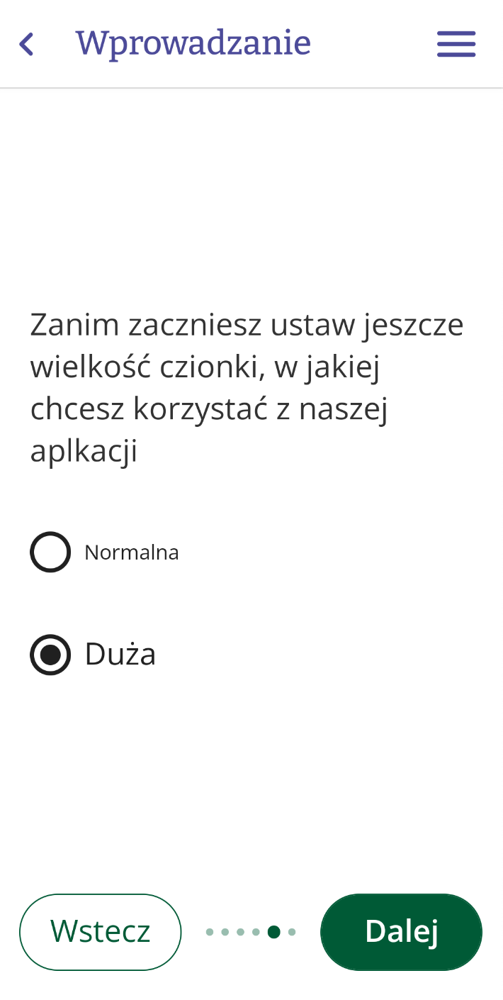 Wprowadzanie
Zanim zaczniesz ustaw jeszcze
wielkość czionki, w jakiej
chcesz korzystać z naszej
aplkacji
Normalna
Duża
Wstecz
Dalej